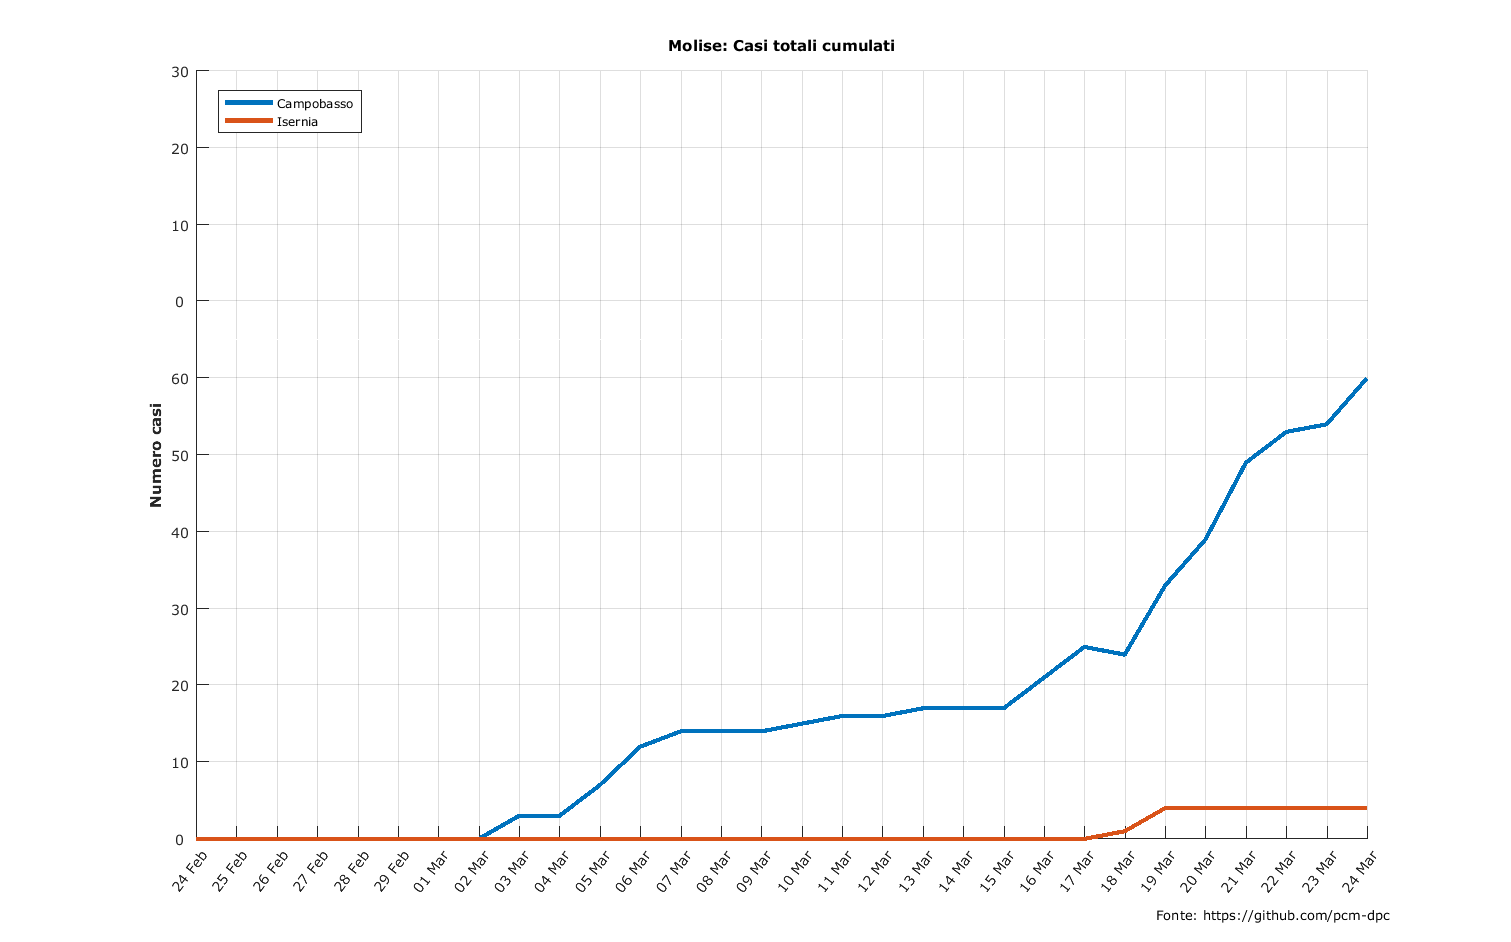 Molise: Casi totali cumulati
30
20
10
0
60
50
40
30
20
10
0
Numero casi
Campobasso
Isernia
24 Feb
25 Feb
26 Feb
27 Feb
28 Feb
29 Feb
01 Mar
02 Mar
03 Mar
04 Mar
05 Mar
06 Mar
07 Mar
08 Mar
09 Mar
10 Mar
11 Mar
12 Mar
13 Mar
14 Mar
15 Mar
16 Mar
17 Mar
18 Mar
19 Mar
20 Mar
21 Mar
22 Mar
23 Mar
24 Mar
Fonte: https://github.com/pcm-dpc